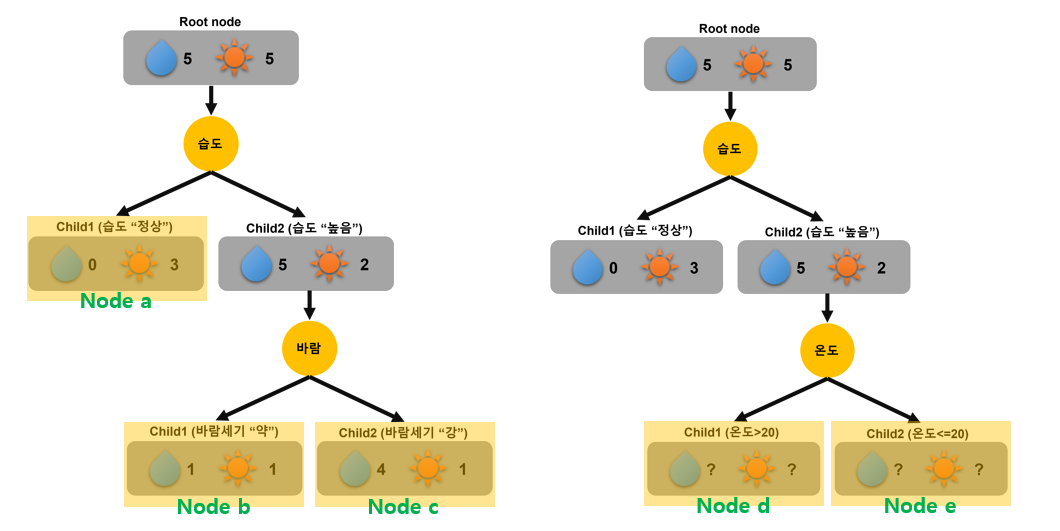 Root node
5 5
습도
Child1 (습도 “정상”)
0 3
Node a
Child2 (습도 “높음”)
5 2
바람
Child1 (바람세기 “약”)
1 1
Node b
Child2 (바람세기 “강”)
4 1
Node c
Root node
5 5
습도
Child1 (습도 “정상”)
0 3
Child2 (습도 “높음”)
5 2
온도
Child1 (온도>20)
? ?
Node d
Child2 (온도<=20)
? ?
Node e